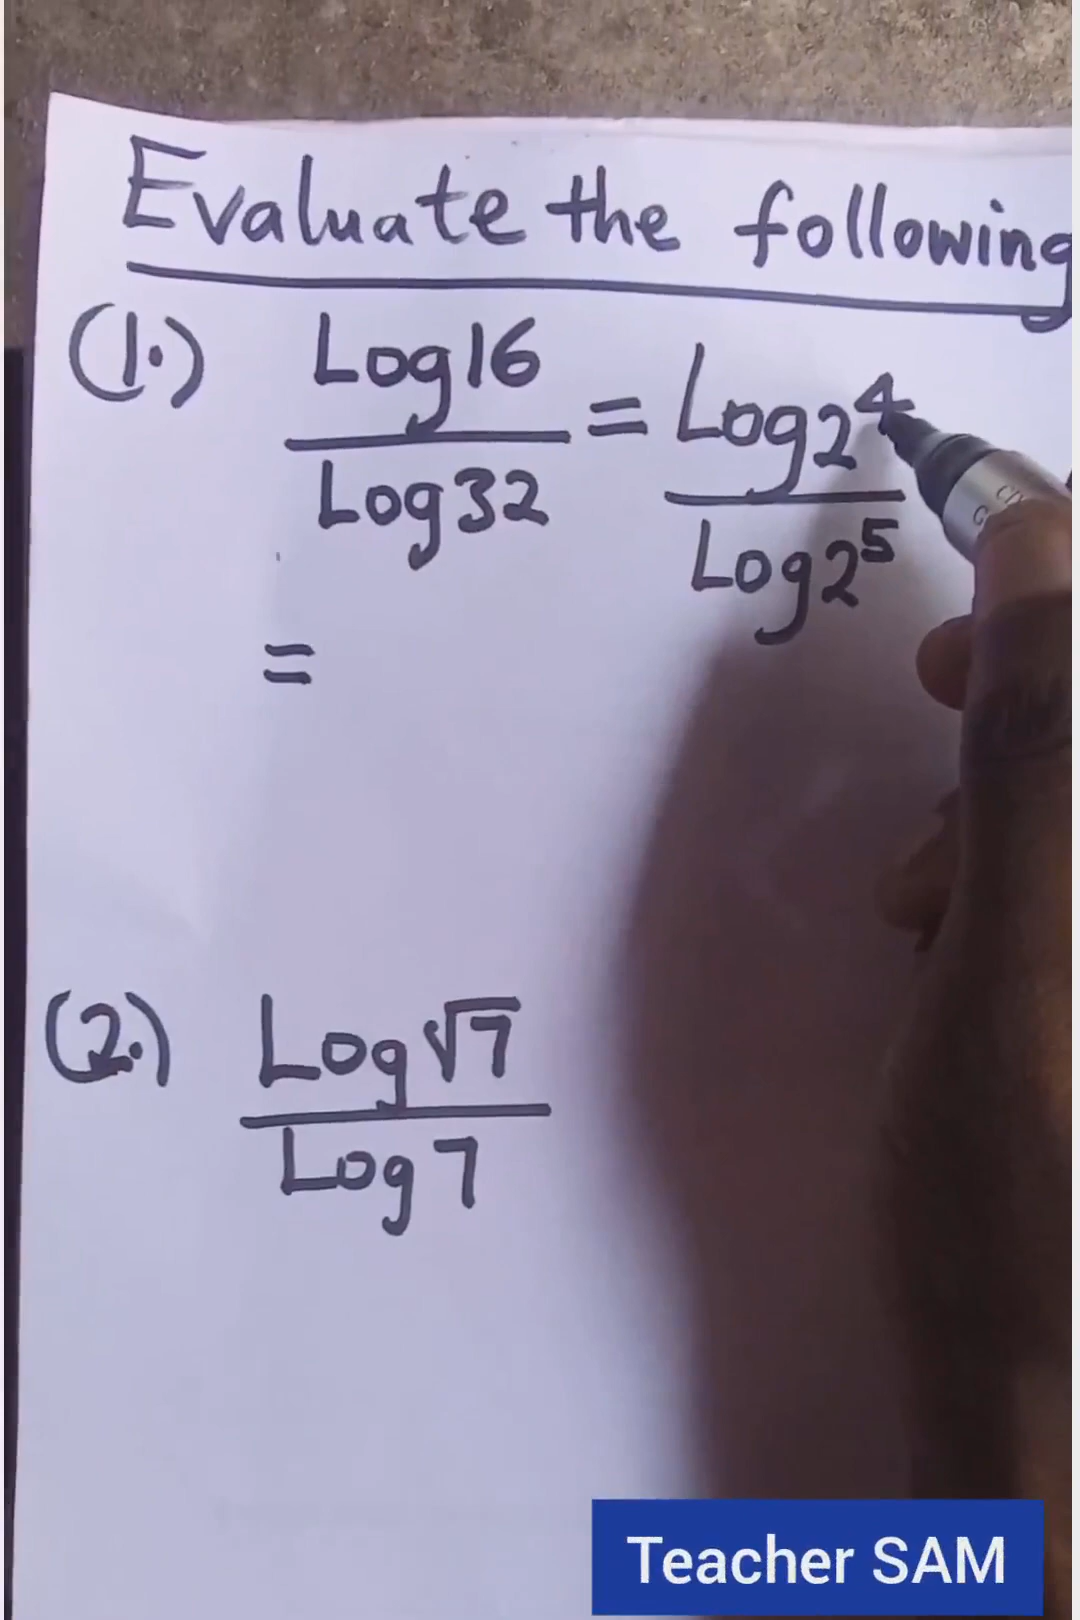 Evaluate the following
(1.) Log16/Log32 = Log2⁴/Log2⁵
=
(2.) Log√7/Log7
Teacher SAM